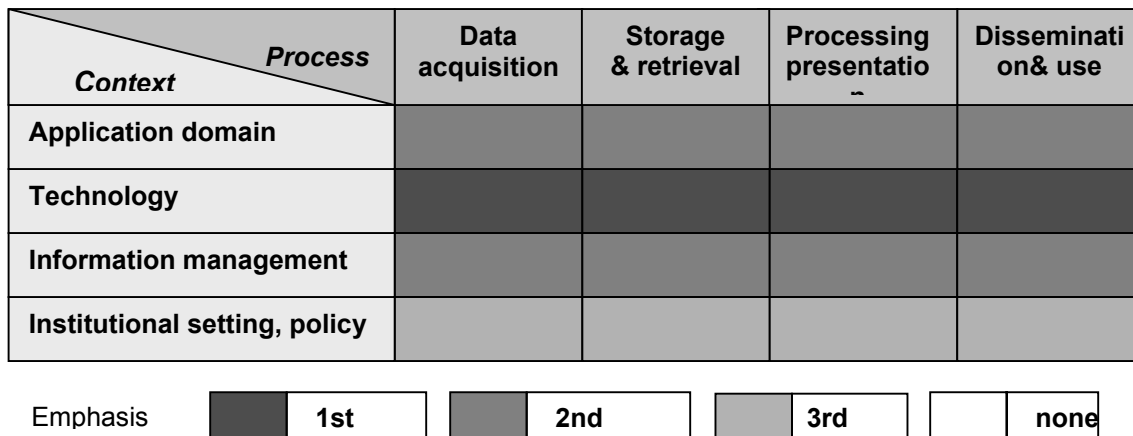 Process
Context
Data
acquisition
Storage
& retrieval
Processing
presentatio
n
Disseminati
on& use
Application domain
Technology
Information management
Institutional setting, policy
Emphasis 1st 2nd 3rd none